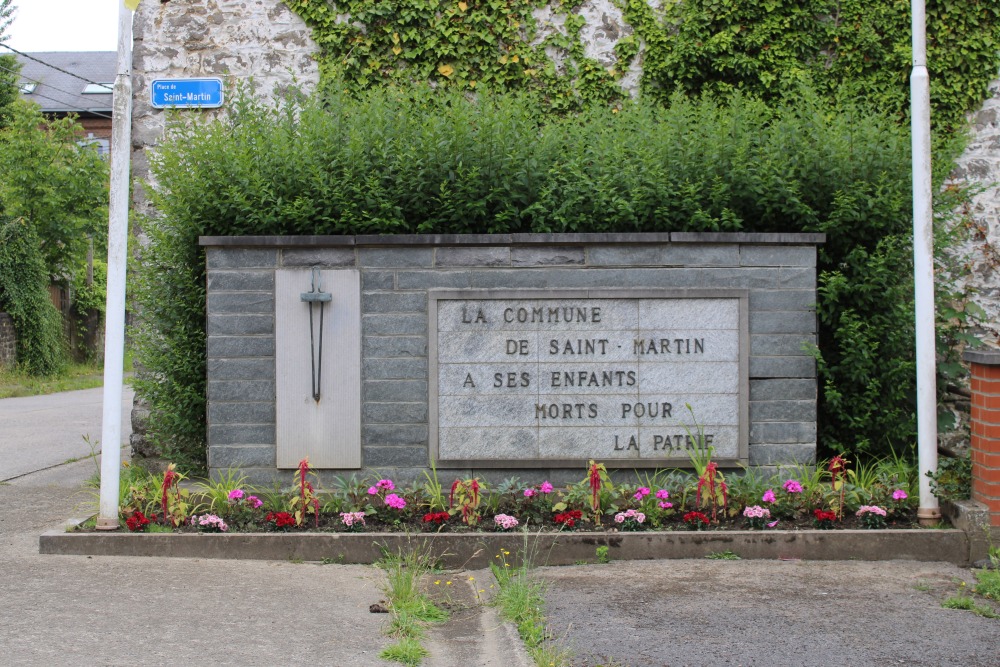 Place de
Saint-Martin
LA COMMUNE
DE SAINT-MARTIN
A SES ENFANTS
MORTS POUR
LA PATRIE